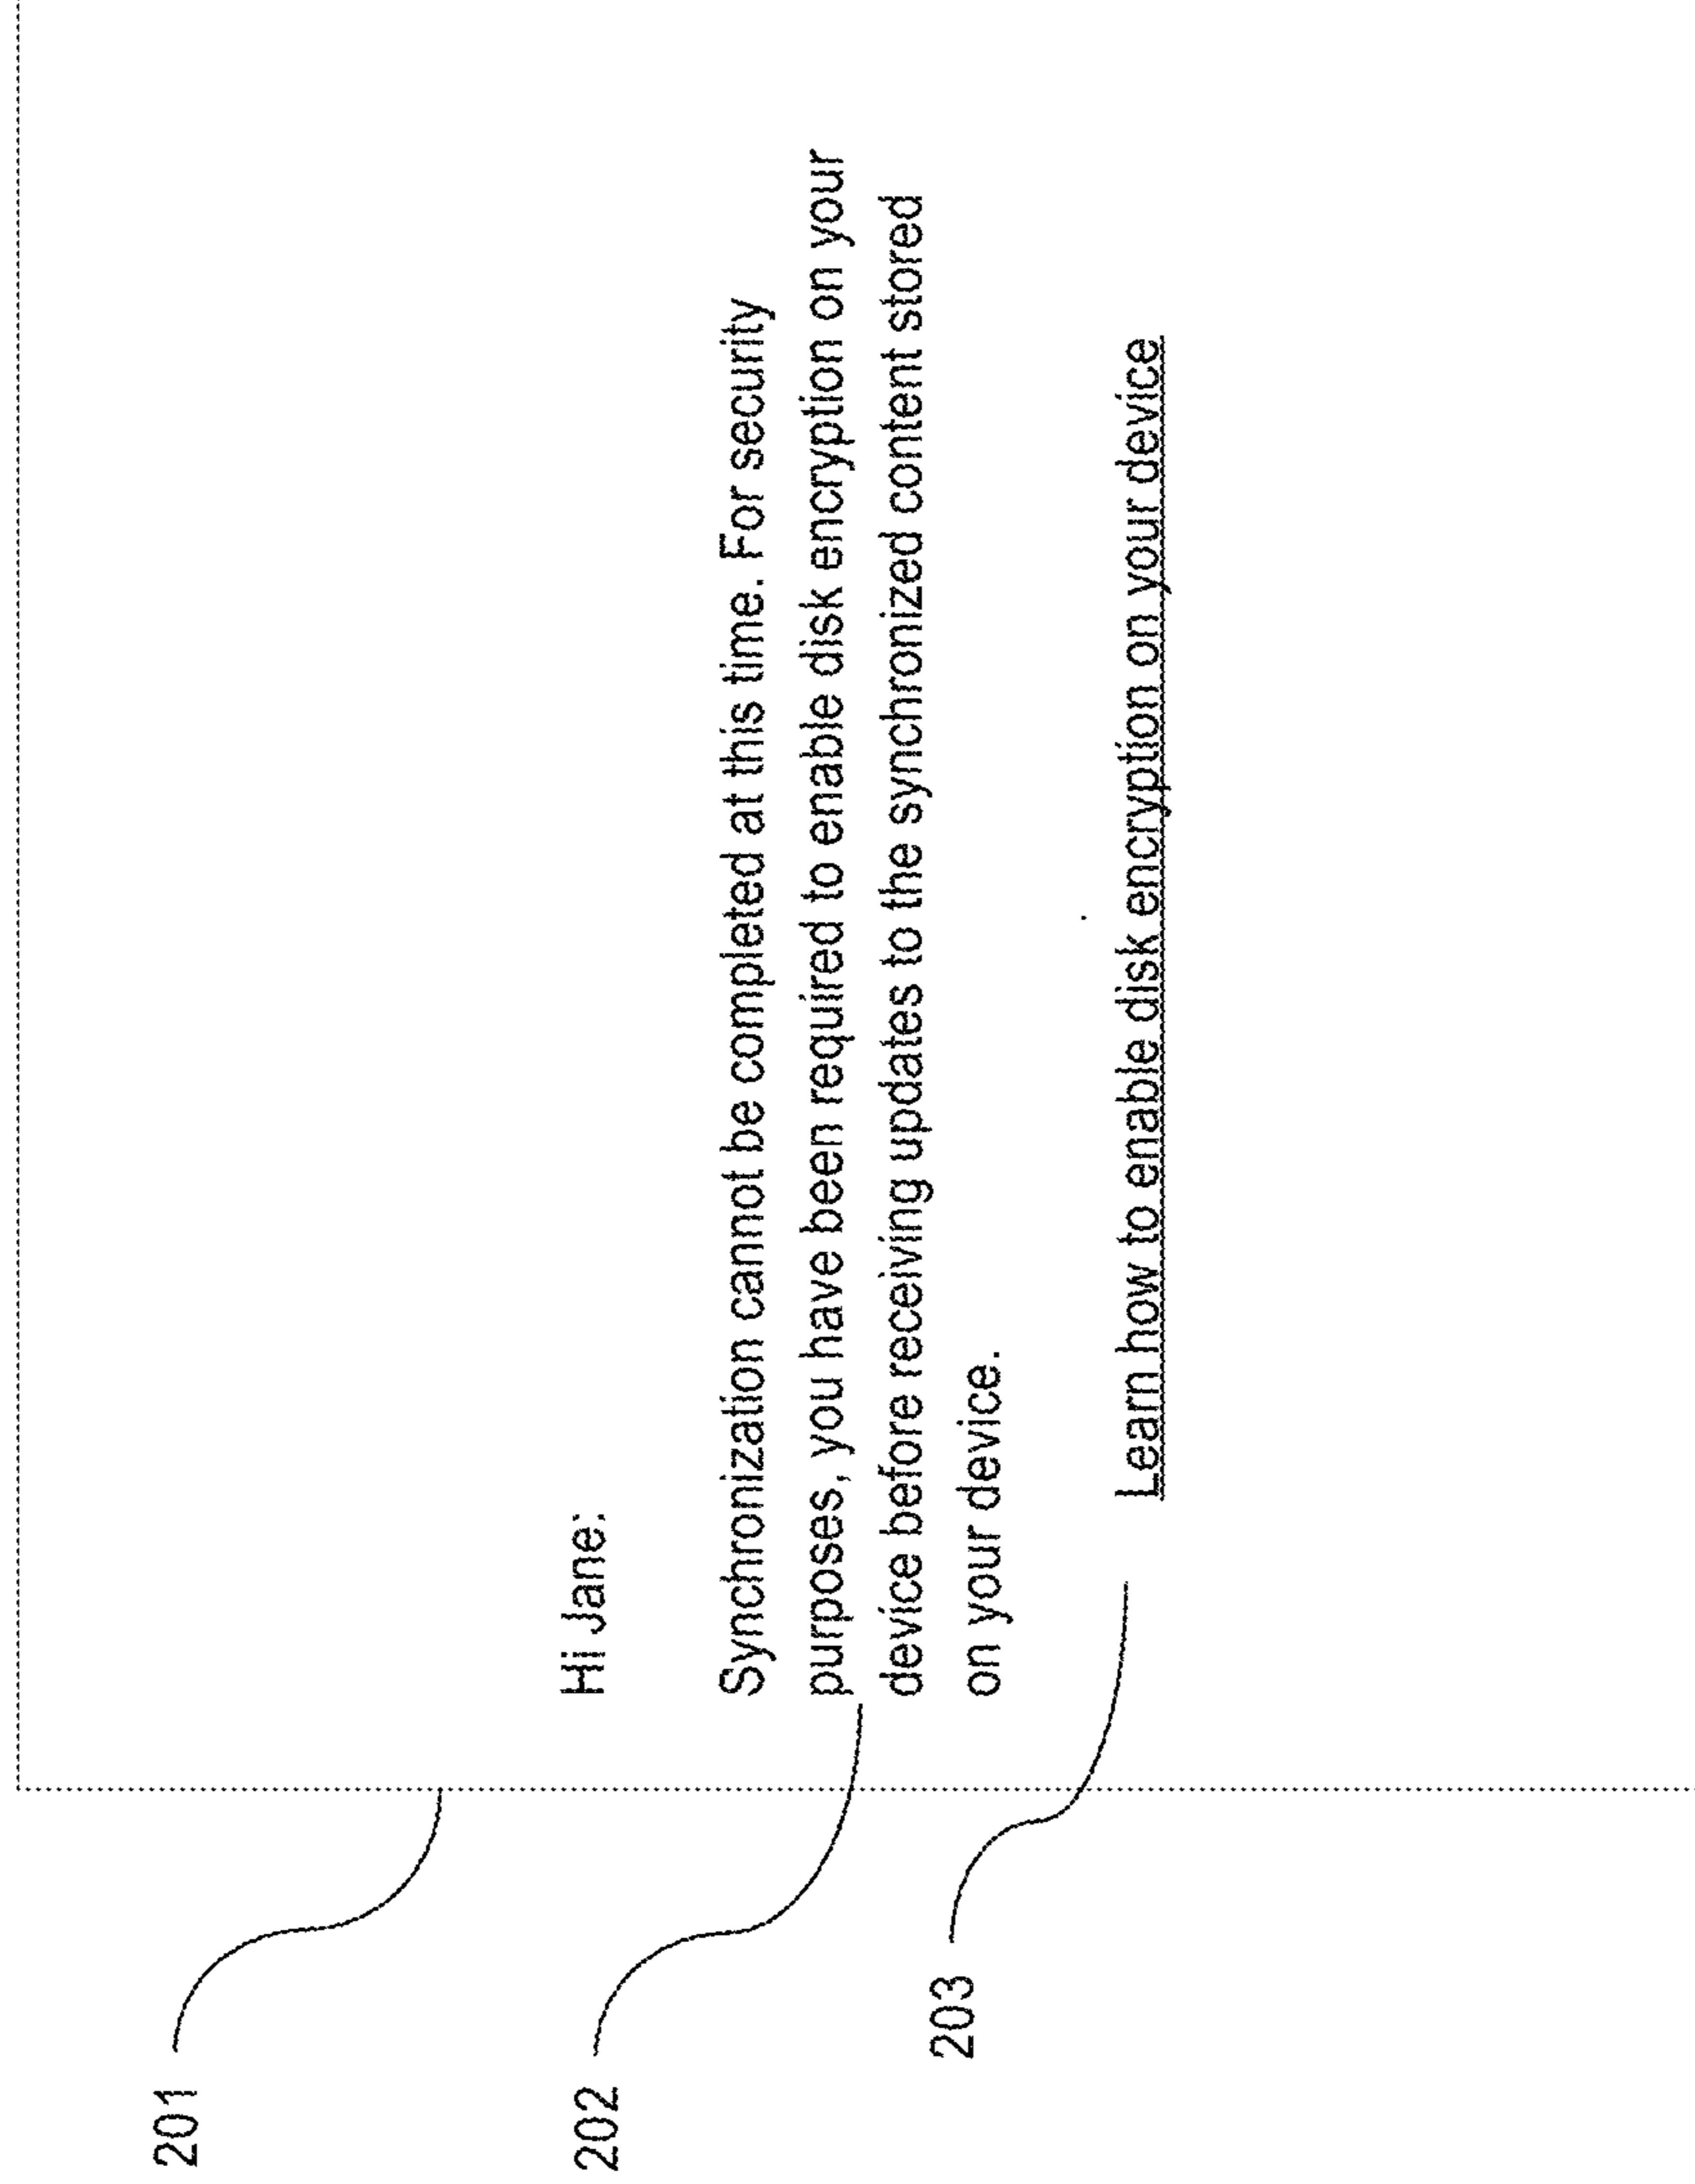 201
Hi Jane:
Synchronization cannot be completed at this time. For security
202
purposes, you have been required to enable disk encryption on your
device before receiving updates to the synchronized content stored
on your device.
203
Learn how to enable disk encryption on your device